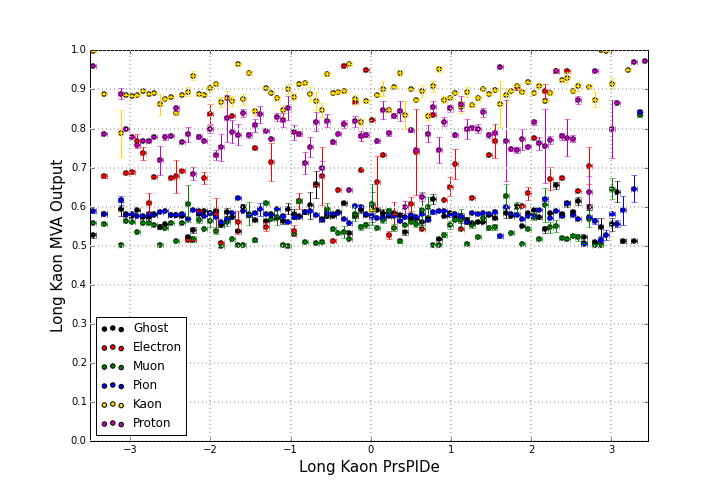 1.0
0.9
0.8
0.7
0.6
0.5
0.4
0.3
0.2
0.1
0.0
Long Kaon MVA Output
Ghost
Electron
Muon
Pion
Kaon
Proton
−3 −2 −1 0 1 2 3
Long Kaon PrsPIDe